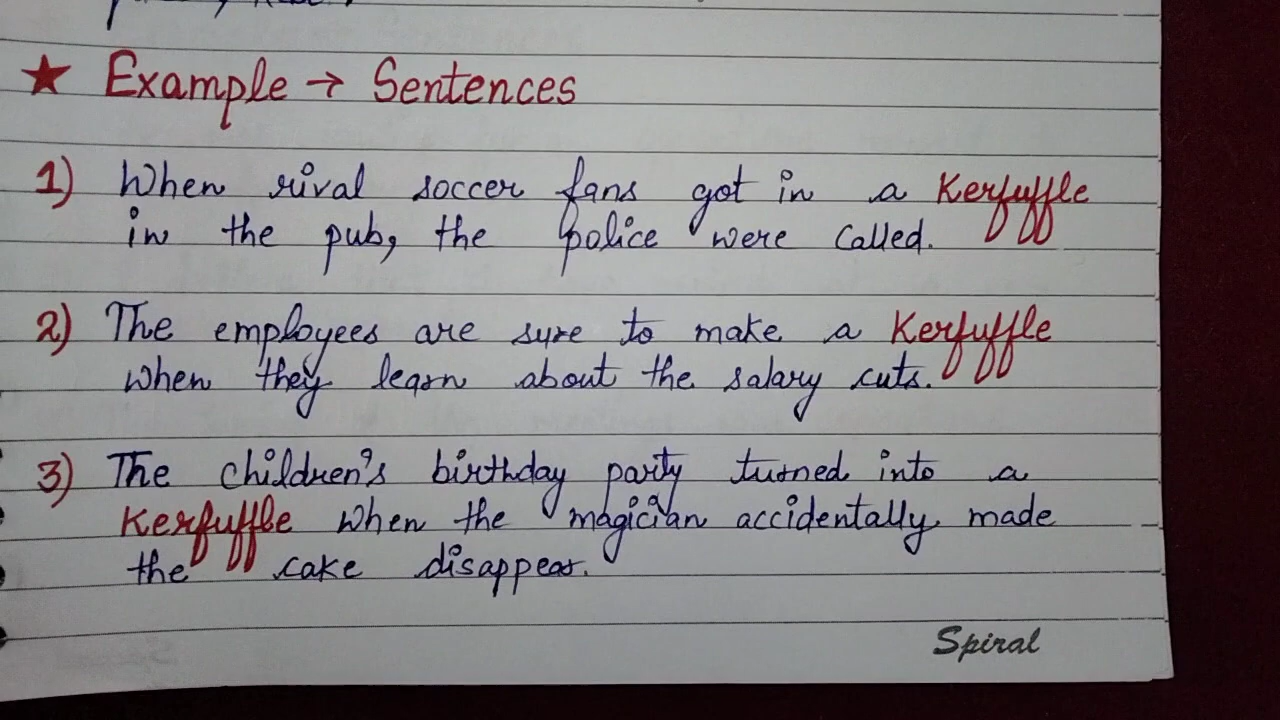 ★ Example → Sentences
1) When rival soccer fans got in a Kerfuffle
in the pub, the police were called.
2) The employees are sure to make a Kerfuffle
when they learn about the salary cuts.
3) The children's birthday party turned into a
Kerfuffle when the magician accidentally made
the cake disappear.
Spiral